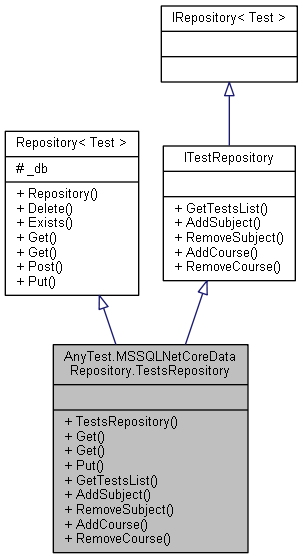 IRepository< Test >
Repository< Test >
# _db
+ Repository()
+ Delete()
+ Exists()
+ Get()
+ Get()
+ Post()
+ Put()
ITestRepository
+ GetTestsList()
+ AddSubject()
+ RemoveSubject()
+ AddCourse()
+ RemoveCourse()
AnyTest.MSSQLNetCoreData
Repository.TestsRepository
+ TestsRepository()
+ Get()
+ Get()
+ Put()
+ GetTestsList()
+ AddSubject()
+ RemoveSubject()
+ AddCourse()
+ RemoveCourse()